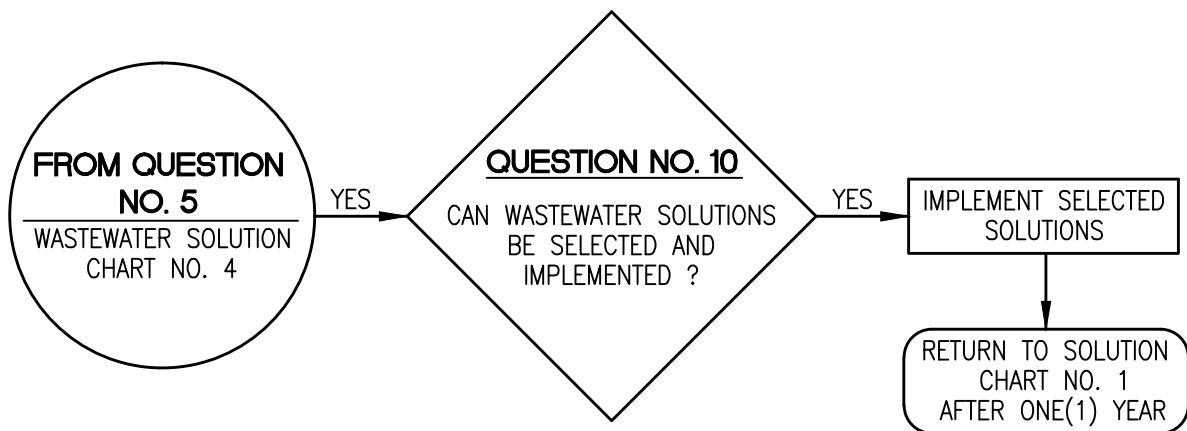 FROM QUESTION
NO. 5
WASTEWATER SOLUTION
CHART NO. 4
YES
QUESTION NO. 10
CAN WASTEWATER SOLUTIONS
BE SELECTED AND
IMPLEMENTED ?
YES
IMPLEMENT SELECTED
SOLUTIONS
RETURN TO SOLUTION
CHART NO. 1
AFTER ONE(1) YEAR